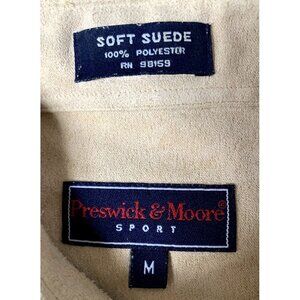 SOFT SUEDE
100% POLYESTER
RN 98159
Preswick & Moore®
SPORT
M